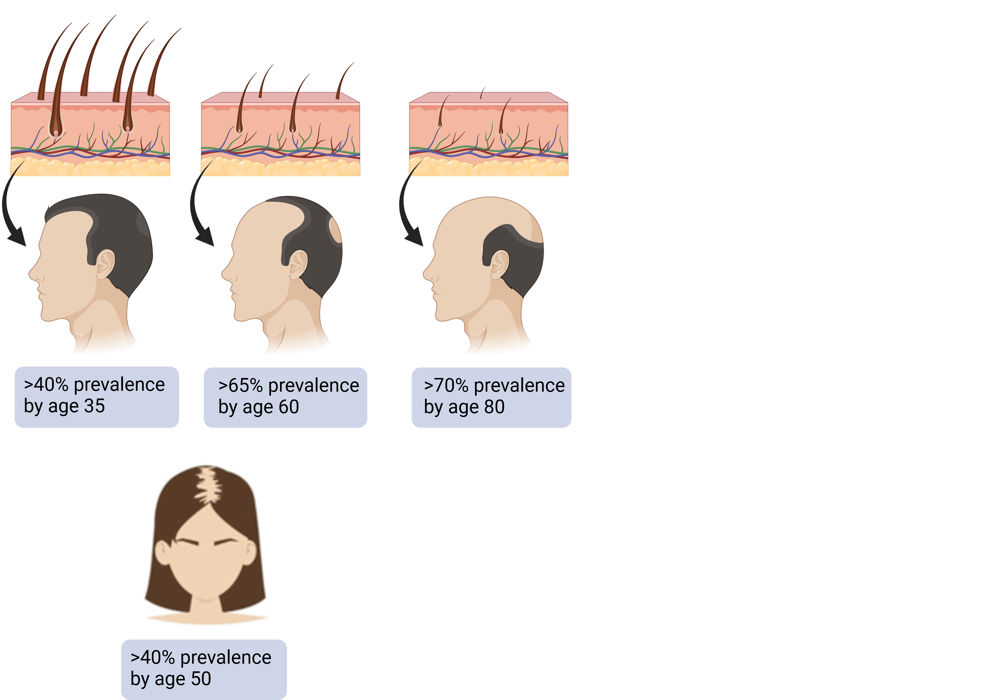 >40% prevalence
by age 35
>65% prevalence
by age 60
>70% prevalence
by age 80
>40% prevalence
by age 50